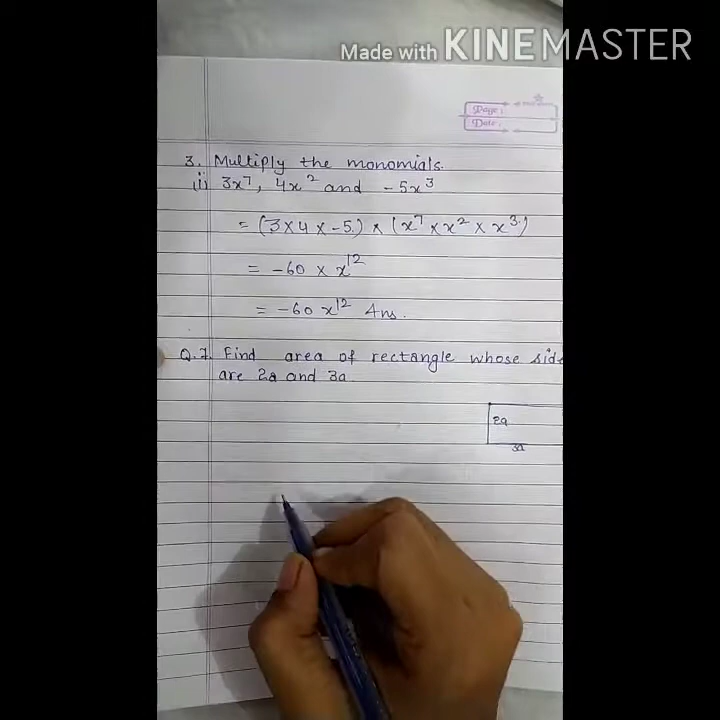 Made with KINEMASTER
Page:
Date:
3. Multiply the monomials.
(i) 3x⁷, 4x² and -5x³
= (3×4×-5) × (x⁷ × x² × x³)
= -60 × x¹²
= -60 x¹² Ans.
Q.7. Find area of rectangle whose side
are 2a and 3a
2a
3a